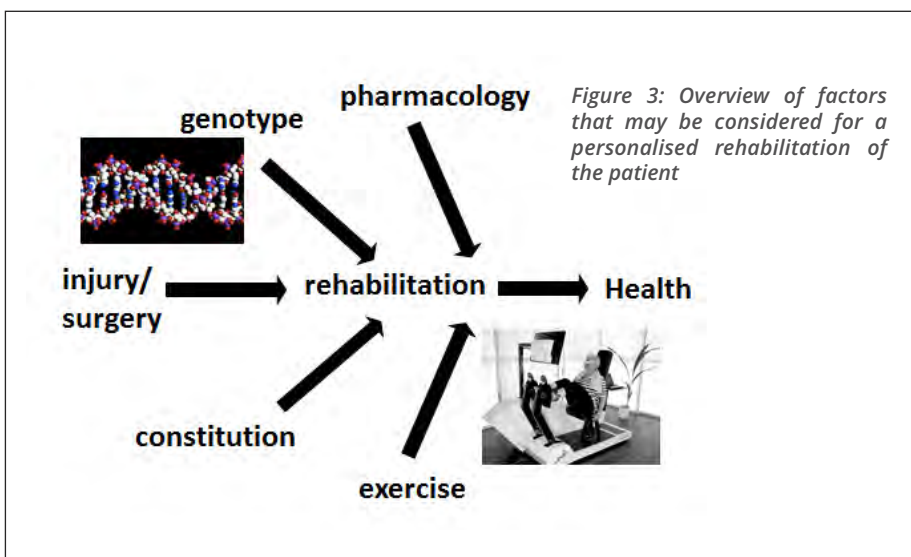 pharmacology
genotype
Figure 3: Overview of factors
that may be considered for a
personalised rehabilitation of
the patient
injury/
surgery
rehabilitation
Health
constitution
exercise